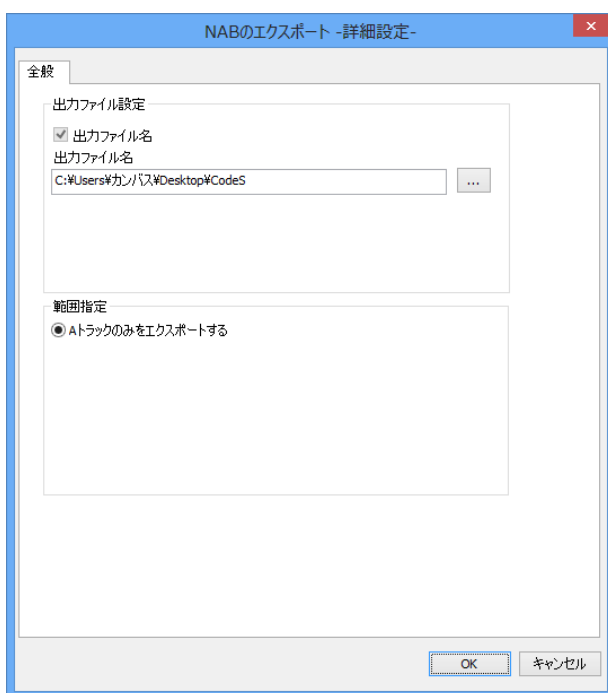 NABのエクスポート -詳細設定-
全般
出力ファイル設定
出力ファイル名
出力ファイル名
C:¥Users¥カンバス¥Desktop¥CodeS
...
範囲指定
Aトラックのみをエクスポートする
OK
キャンセル